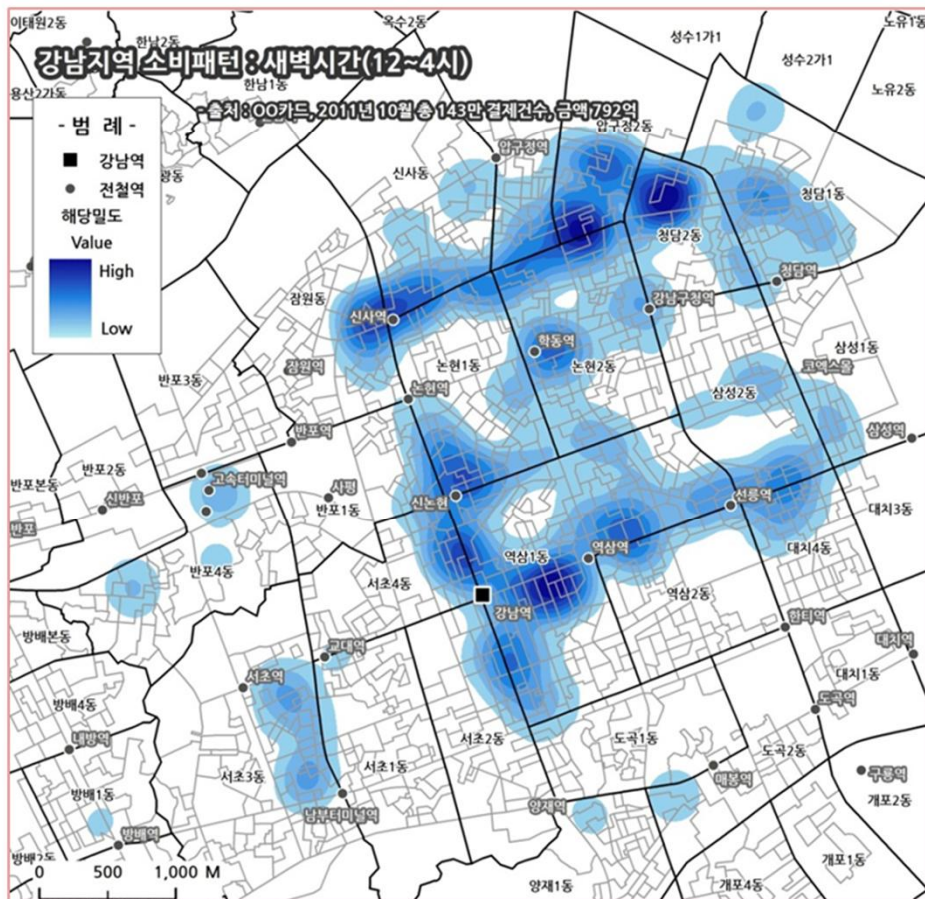 이태원2동
한남2동
옥수2동
성수1가1
노유1동
강남지역 소비패턴 : 새벽시간(12~4시)
성수2가1
용산2가동
한남1동
노유2동
- 출처 : OO카드, 2011년 10월 총 143만 결제건수, 금액 792억
- 범 례 -
강남역
전철역
해당밀도
Value
High
Low
압구정2동
압구정역
신사동
광동
청담1동
청담2동
청담역
잠원동
강남구청역
신사역
학동역
삼성1동
잠원역
논현1동
논현2동
코엑스몰
반포3동
논현역
삼성2동
반포역
삼성역
반포2동
고속터미널역
사평
반포본동
신반포
신논현
선릉역
반포1동
대치3동
반포
역삼1동
역삼역
대치4동
반포4동
서초4동
역삼2동
강남역
한티역
방배본동
교대역
대치역
서초역
대치1동
방배4동
도곡역
내방역
서초2동
도곡1동
도곡2동
서초3동
서초1동
매봉역
구룡역
방배1동
남부터미널역
양재역
개포2동
방배역
방배2동
0 500 1,000 M
양재1동
개포4동
개포1동